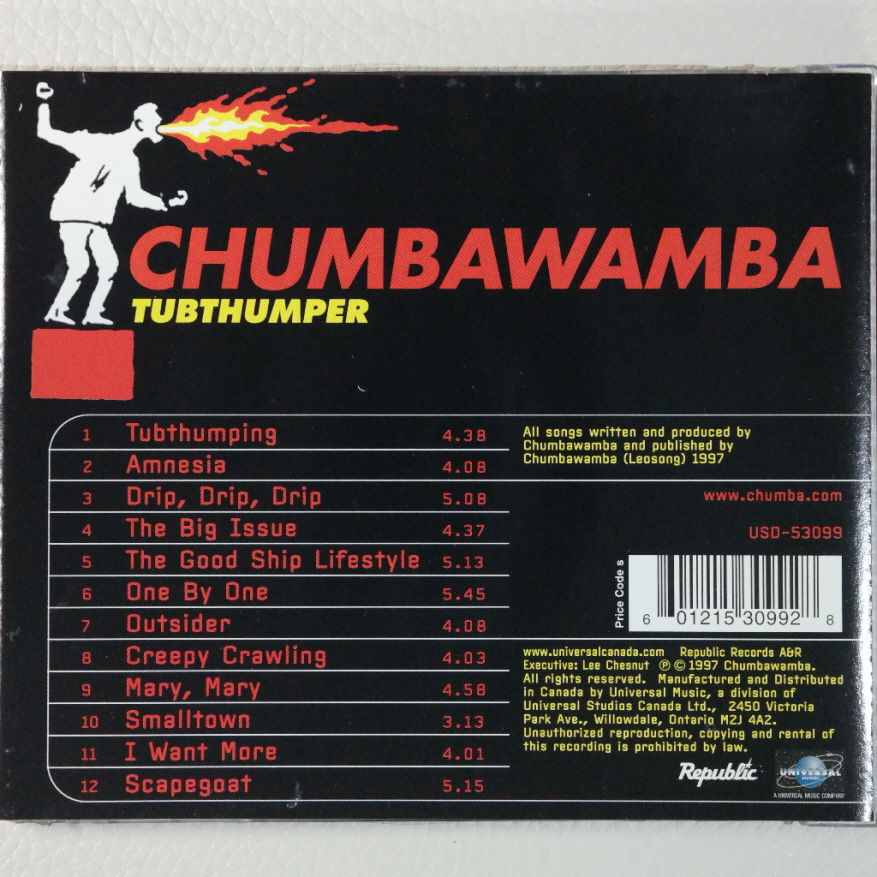 CHUMBAWAMBA
TUBTHUMPER
1 Tubthumping 4.38
2 Amnesia 4.08
3 Drip, Drip, Drip 5.08
4 The Big Issue 4.37
5 The Good Ship Lifestyle 5.13
6 One By One 5.45
7 Outsider 4.08
8 Creepy Crawling 4.03
9 Mary, Mary 4.58
10 Smalltown 3.13
11 I Want More 4.01
12 Scapegoat 5.15
All songs written and produced by
Chumbawamba and published by
Chumbawamba (Leosong) 1997
www.chumba.com
USD-53099
Price Code s
6 01215 30992 8
www.universalcanada.com Republic Records A&R
Executive: Lee Chesnut ℗ © 1997 Chumbawamba.
All rights reserved. Manufactured and Distributed
in Canada by Universal Music, a division of
Universal Studios Canada Ltd., 2450 Victoria
Park Ave., Willowdale, Ontario M2J 4A2.
Unauthorized reproduction, copying and rental of
this recording is prohibited by law.
Republic
UNIVERSAL
A UNIVERSAL MUSIC COMPANY